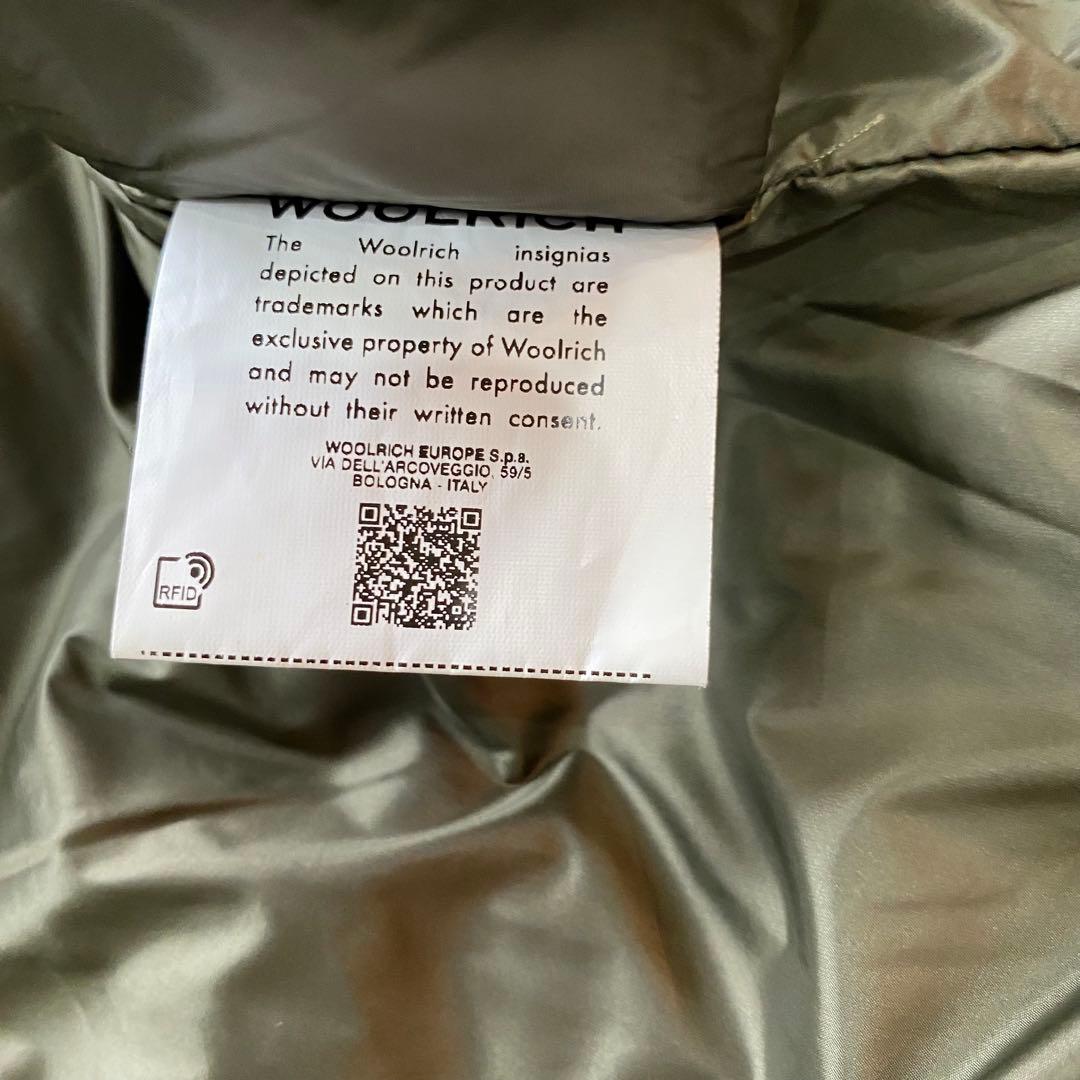 WOOLRICH
The Woolrich insignias
depicted on this product are
trademarks which are the
exclusive property of Woolrich
and may not be reproduced
without their written consent.
WOOLRICH EUROPE S.p.a.
VIA DELL'ARCOVEGGIO, 59/5
BOLOGNA - ITALY
RFID